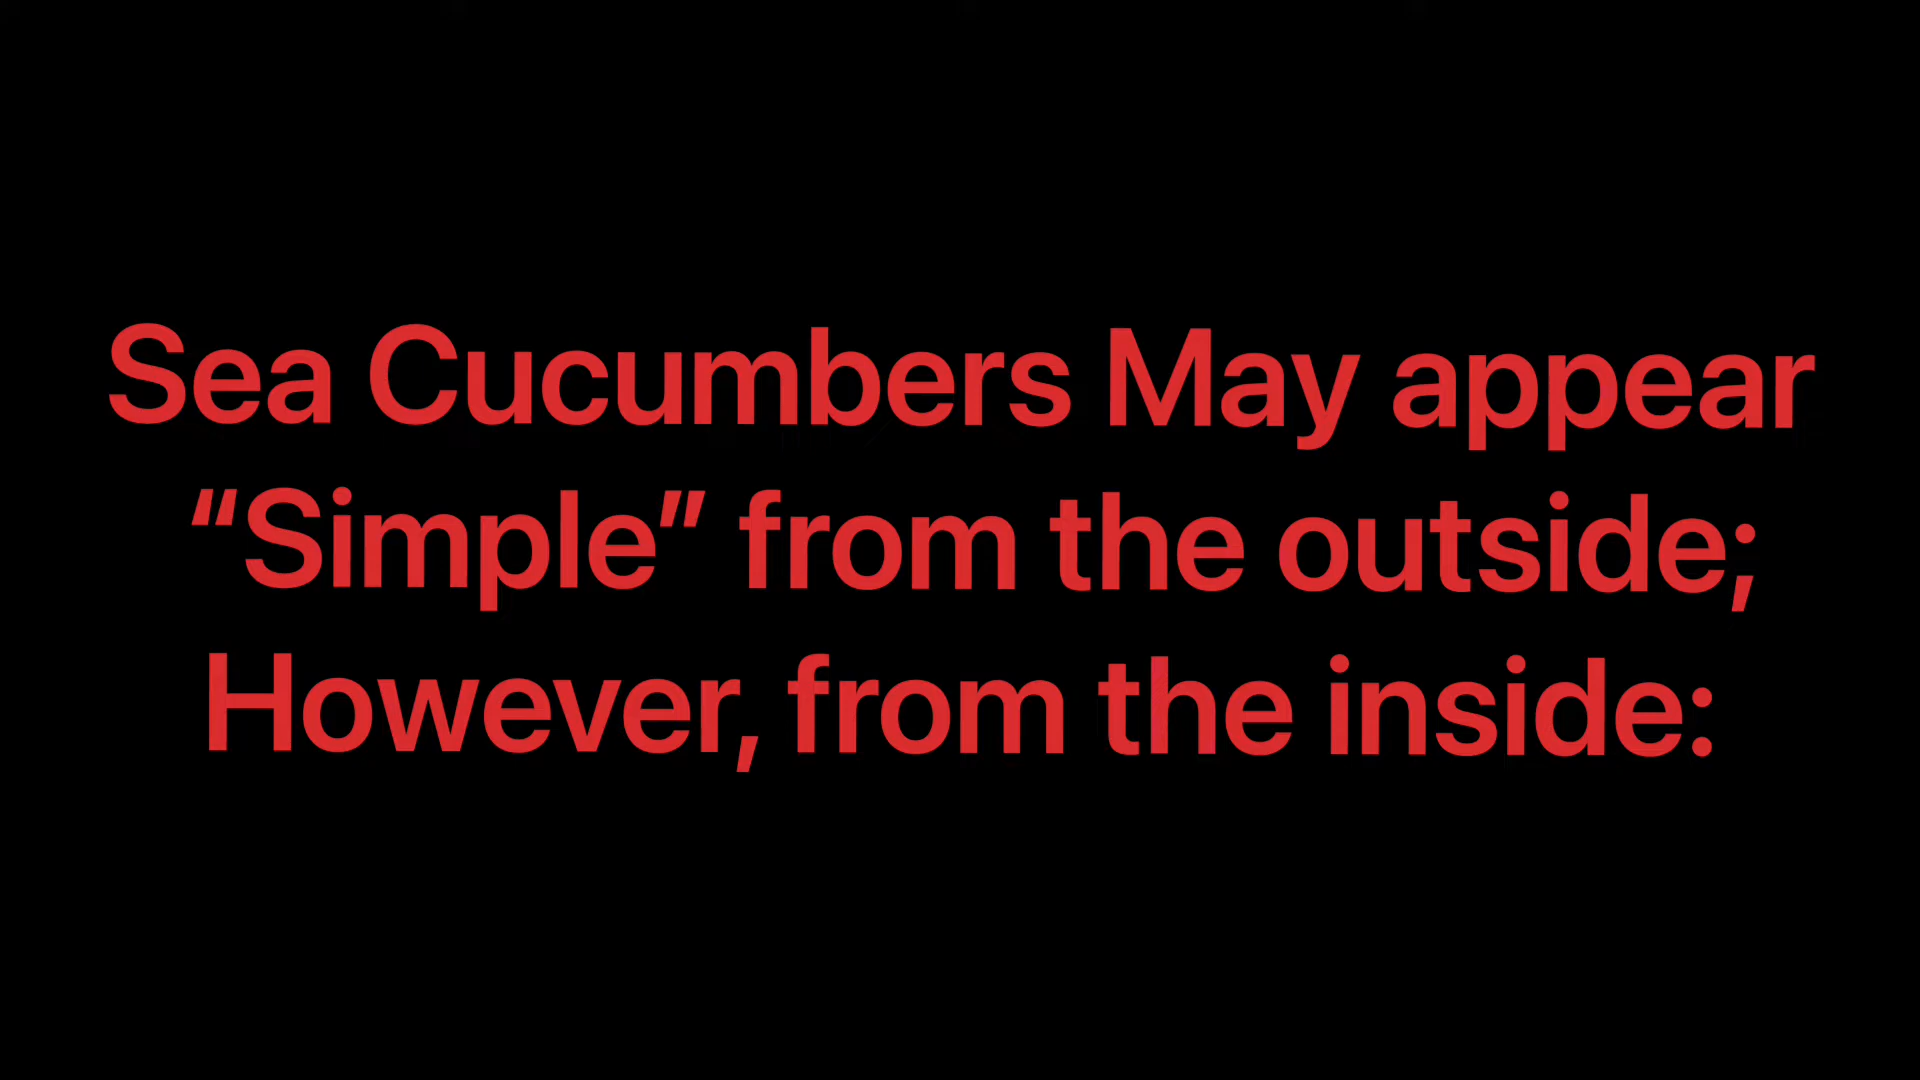 Sea Cucumbers May appear
“Simple” from the outside;
However, from the inside: